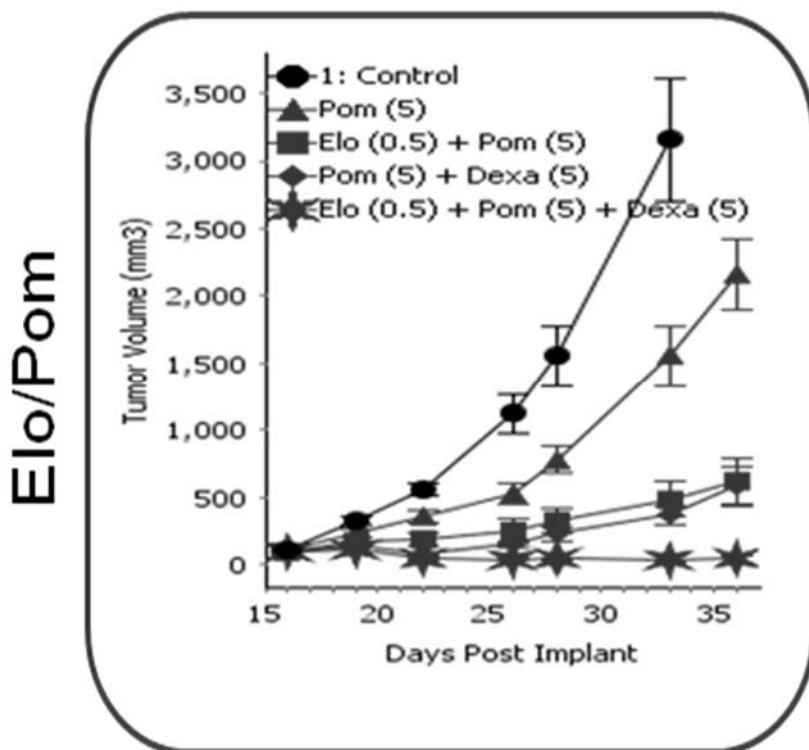 Elo/Pom
1: Control
Pom (5)
Elo (0.5) + Pom (5)
Pom (5) + Dexa (5)
Elo (0.5) + Pom (5) + Dexa (5)
Tumor Volume (mm3)
3,500
3,000
2,500
2,000
1,500
1,000
500
0
15 20 25 30 35
Days Post Implant